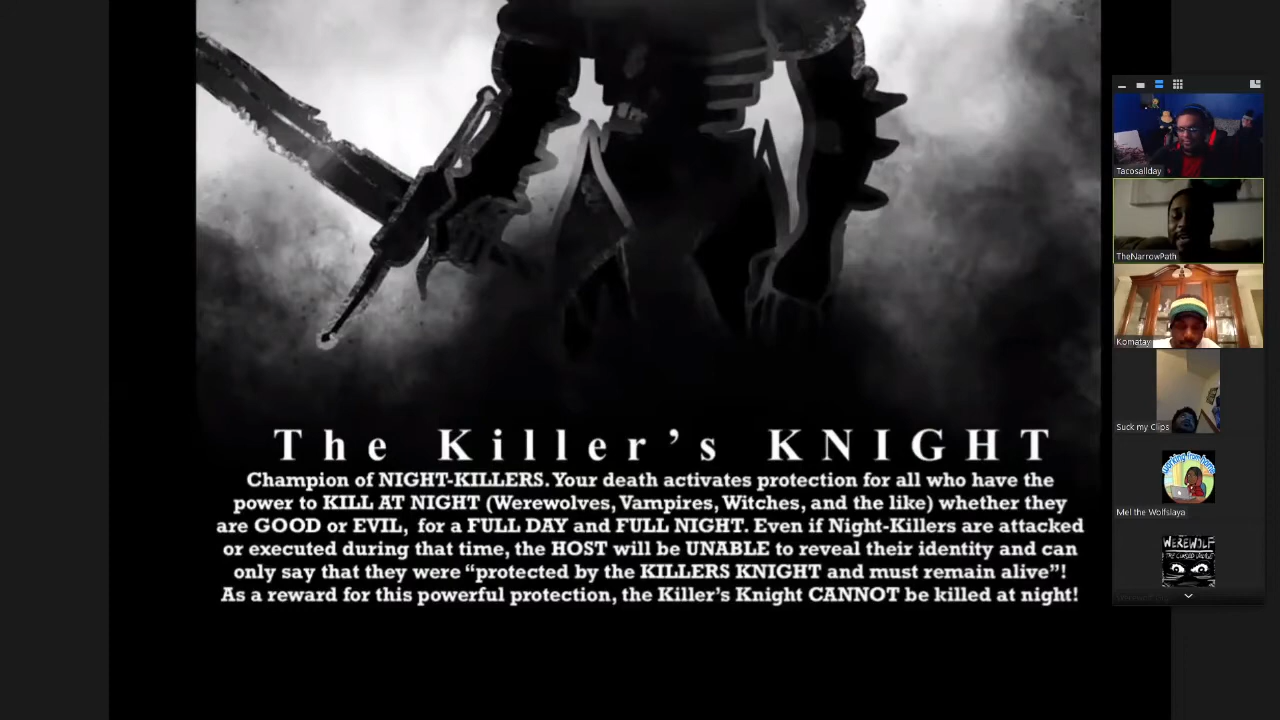 The Killer's KNIGHT
Champion of NIGHT-KILLERS. Your death activates protection for all who have the
power to KILL AT NIGHT (Werewolves, Vampires, Witches, and the like) whether they
are GOOD or EVIL, for a FULL DAY and FULL NIGHT. Even if Night-Killers are attacked
or executed during that time, the HOST will be UNABLE to reveal their identity and can
only say that they were “protected by the KILLERS KNIGHT and must remain alive”!
As a reward for this powerful protection, the Killer's Knight CANNOT be killed at night!
Tacosallday
TheNarrowPath
Komatay
Suck my Clips
working from home
Mel the Wolfslaya
WEREWOLF